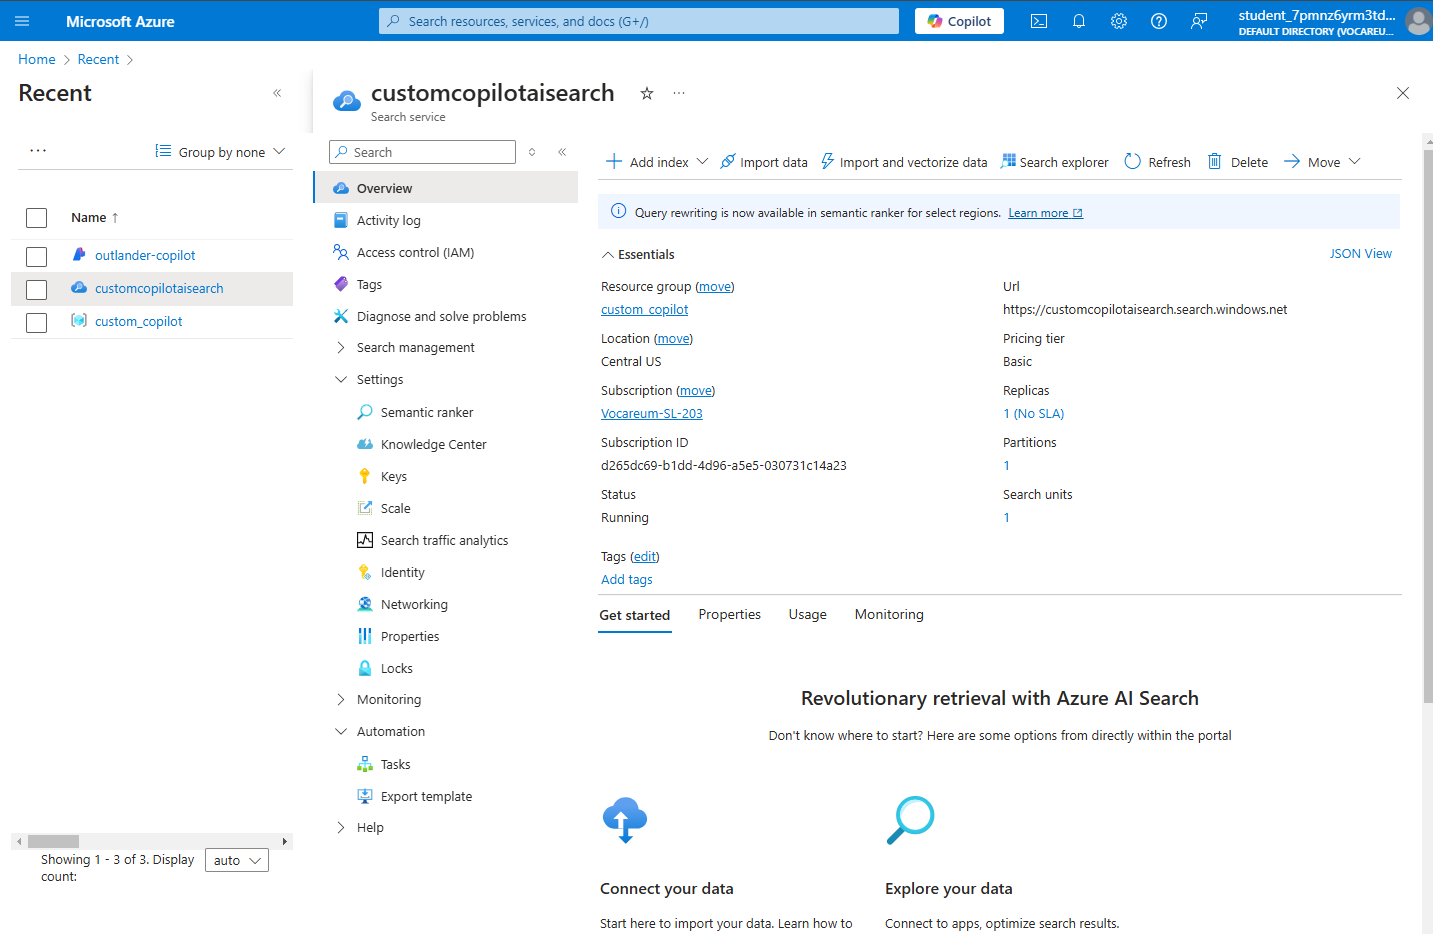 Microsoft Azure
Search resources, services, and docs (G+/)
Copilot
student_7pmnz6yrm3td...
DEFAULT DIRECTORY (VOCAREU...
Home > Recent >
Recent
«
customcopilotaisearch
Search service
...
Group by none
Name ↑
outlander-copilot
customcopilotaisearch
custom_copilot
Showing 1 - 3 of 3. Display count:
auto
Search
«
Overview
Activity log
Access control (IAM)
Tags
Diagnose and solve problems
Search management
Settings
Semantic ranker
Knowledge Center
Keys
Scale
Search traffic analytics
Identity
Networking
Properties
Locks
Monitoring
Automation
Tasks
Export template
Help
Add index
Import data
Import and vectorize data
Search explorer
Refresh
Delete
Move
Query rewriting is now available in semantic ranker for select regions. Learn more
Essentials
JSON View
Resource group (move)
custom_copilot
Location (move)
Central US
Subscription (move)
Vocareum-SL-203
Subscription ID
d265dc69-b1dd-4d96-a5e5-030731c14a23
Status
Running
Url
https://customcopilotaisearch.search.windows.net
Pricing tier
Basic
Replicas
1 (No SLA)
Partitions
1
Search units
1
Tags (edit)
Add tags
Get started
Properties
Usage
Monitoring
Revolutionary retrieval with Azure AI Search
Don't know where to start? Here are some options from directly within the portal
Connect your data
Start here to import your data. Learn how to
Explore your data
Connect to apps, optimize search results.